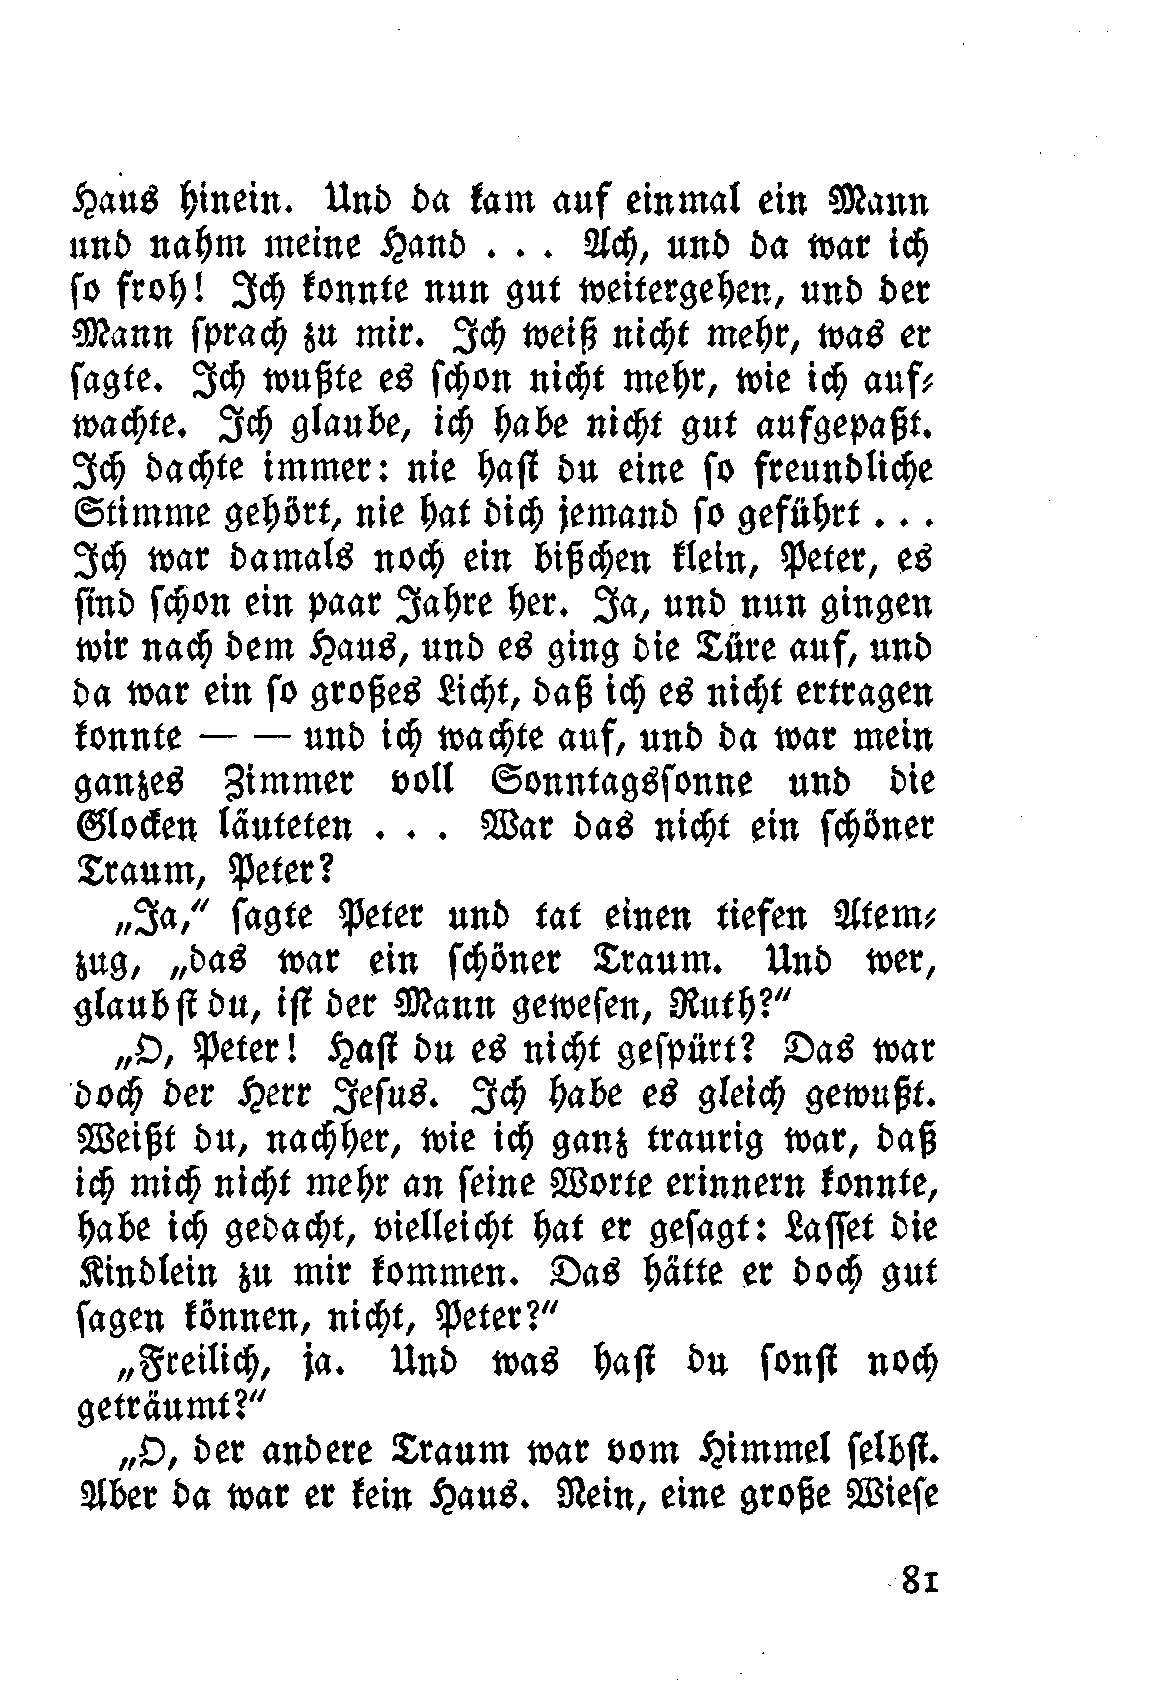 Haus hinein. Und da kam auf einmal ein Mann
und nahm meine Hand . . . Ach, und da war ich
so froh! Ich konnte nun gut weitergehen, und der
Mann sprach zu mir. Ich weiß nicht mehr, was er
sagte. Ich wußte es schon nicht mehr, wie ich auf-
wachte. Ich glaube, ich habe nicht gut aufgepaßt.
Ich dachte immer: nie hast du eine so freundliche
Stimme gehört, nie hat dich jemand so geführt . . .
Ich war damals noch ein bißchen klein, Peter, es
sind schon ein paar Jahre her. Ja, und nun gingen
wir nach dem Haus, und es ging die Türe auf, und
da war ein so großes Licht, daß ich es nicht ertragen
konnte — — und ich wachte auf, und da war mein
ganzes Zimmer voll Sonntagssonne und die
Glocken läuteten . . . War das nicht ein schöner
Traum, Peter?
„Ja,“ sagte Peter und tat einen tiefen Atem-
zug, „das war ein schöner Traum. Und wer,
glaubst du, ist der Mann gewesen, Ruth?“
„O, Peter! Hast du es nicht gespürt? Das war
doch der Herr Jesus. Ich habe es gleich gewußt.
Weißt du, nachher, wie ich ganz traurig war, daß
ich mich nicht mehr an seine Worte erinnern konnte,
habe ich gedacht, vielleicht hat er gesagt: Lasset die
Kindlein zu mir kommen. Das hätte er doch gut
sagen können, nicht, Peter?“
„Freilich, ja. Und was hast du sonst noch
geträumt?“
„O, der andere Traum war vom Himmel selbst.
Aber da war er kein Haus. Nein, eine große Wiese
81